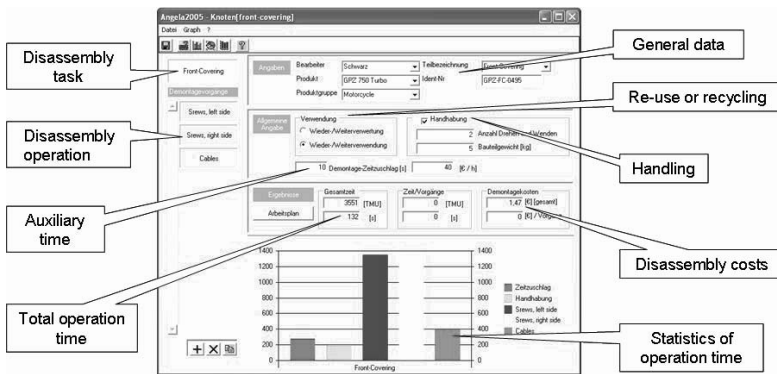 Angela2005 - Knoten[front-covering]
Datei Graph ?
Disassembly
task
Disassembly
operation
Auxiliary
time
Total operation
time
Front-Covering
Demontagevorgänge
Srews, left side
Srews, right side
Cables
Angaben
Bearbeiter
Schwarz
Teilbezeichnung
Front-Covering
Produkt
GPZ 750 Turbo
Ident-Nr
GPZ-FC-0495
Produktgruppe
Motorcycle
Allgemeine
Angabe
Verwendung
Wieder-/Weiterverwertung
Wieder-/Weiterverwendung
Handhabung
2 Anzahl Drehen Wenden
5 Bauteilgewicht [kg]
10 Demontage-Zeitzuschlag [s]
40 [€ / h]
Ergebnisse
Arbeitsplan
Gesamtzeit
3551 [TMU]
132 [s]
Zeit/Vorgänge
0 [TMU]
0 [s]
Demontagekosten
1,47 [€] [gesamt]
0 [€] /
1400
1200
1000
800
600
400
200
0
1400
1200
1000
800
600
400
200
0
Front-Covering
Zeitzuschlag
Handhabung
Srews, left side
Srews, right side
Cables
General data
Re-use or recycling
Handling
Disassembly costs
Statistics of
operation time